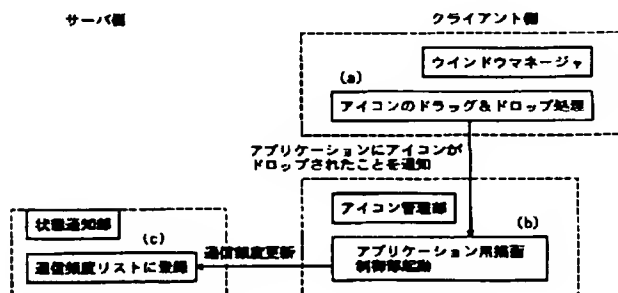 サーバ側
クライアント側
ウインドウマネージャ
(a)
アイコンのドラッグ&ドロップ処理
アプリケーションにアイコンが
ドロップされたことを通知
アイコン管理部
(b)
状態通知部
(c)
通信頻度更新
アプリケーション用描画
制御部起動
通信頻度リストに登録